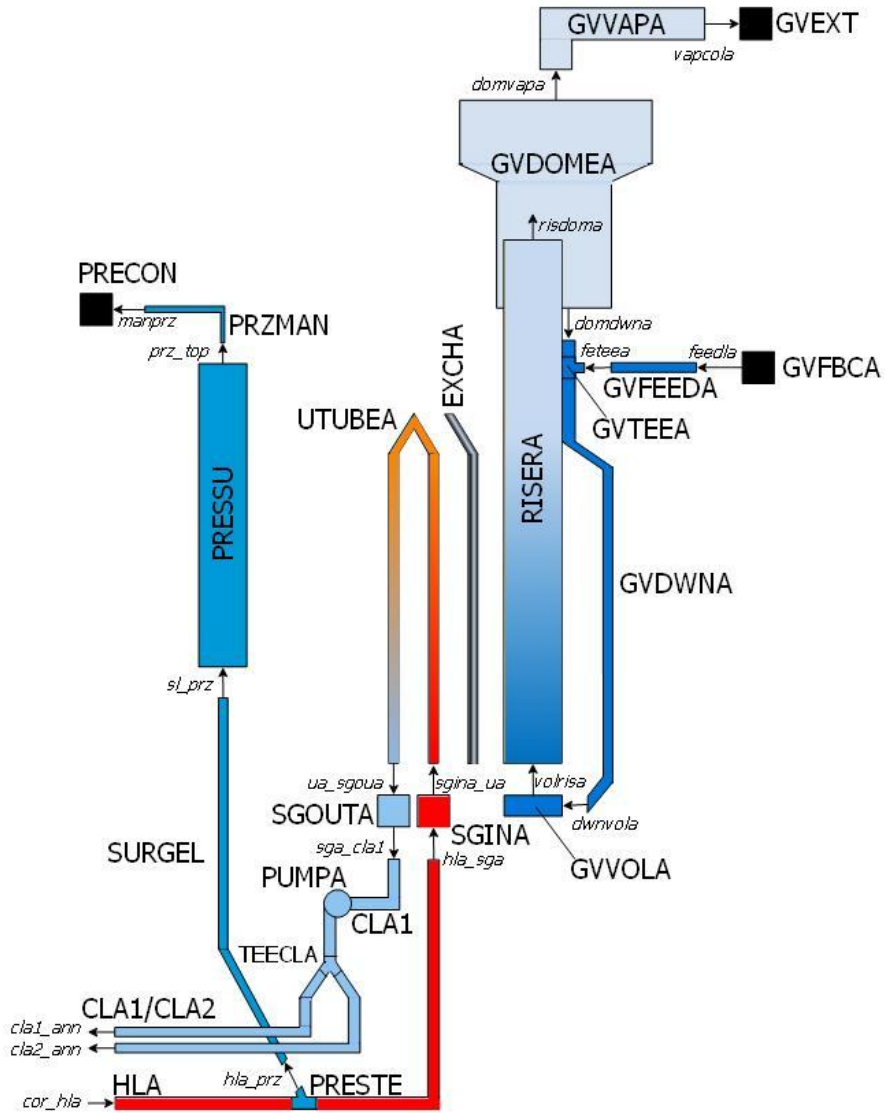 GVVAPA
GVEXT
vapcola
domvapa
GVDOMEA
risdoma
PRECON
manprz
PRZMAN
prz_top
domdwna
feteea
feedla
GVFBCA
GVFEEDA
GVTEEA
EXCHA
UTUBEA
PRESSU
RISERA
GVDWNA
sl_prz
ua_sgoua
sgina_ua
volrisa
SGOUTA
SGINA
dwnvola
SURGEL
sga_cla1
hla_sga
GVVOLA
PUMPA
CLA1
TEECLA
CLA1/CLA2
cla1_ann
cla2_ann
hla_prz
HLA
PRESTE
cor_hla